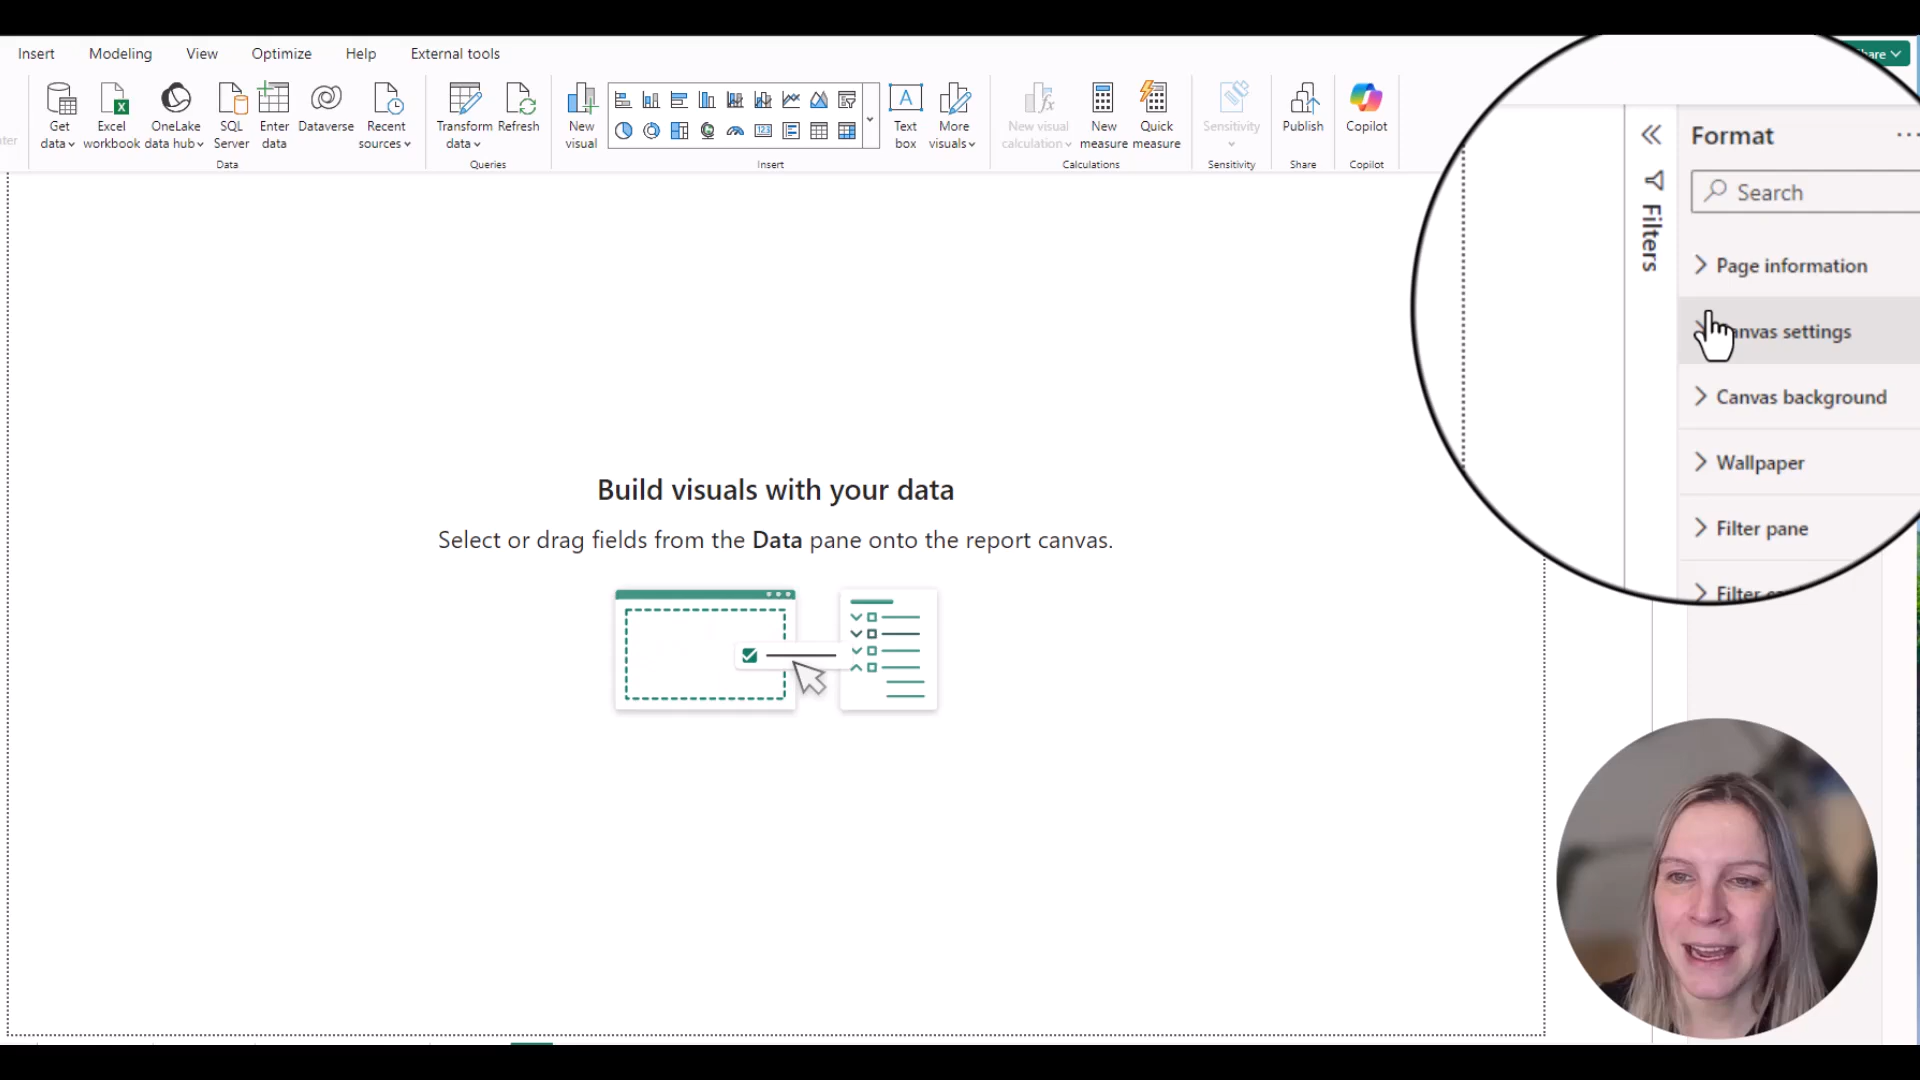 Insert Modeling View Optimize Help External tools
hare
Get data
Excel workbook
OneLake data hub
SQL Server
Enter data
Dataverse
Recent sources
Data
Transform data
Refresh
Queries
New visual
Text box
More visuals
Insert
New visual calculation
New measure
Quick measure
Calculations
Sensitivity
Sensitivity
Publish
Share
Copilot
Copilot
Filters
Format
Search
Page information
anvas settings
Canvas background
Wallpaper
Filter pane
Filter
Build visuals with your data
Select or drag fields from the Data pane onto the report canvas.